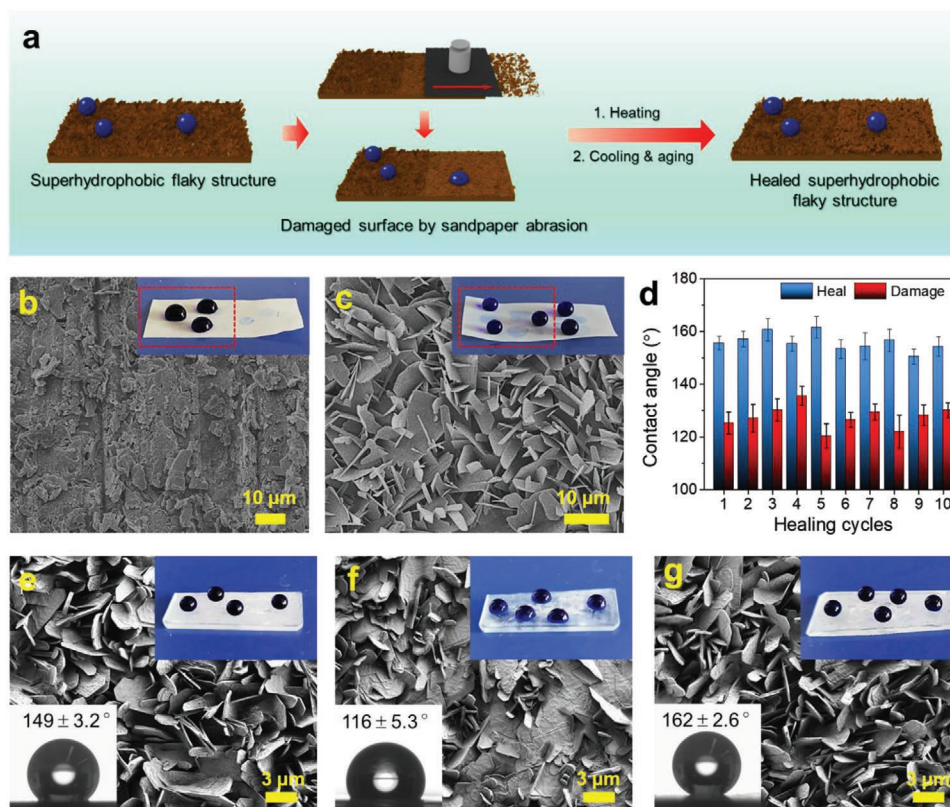 a
1. Heating
2. Cooling & aging
Superhydrophobic flaky structure
Damaged surface by sandpaper abrasion
Healed superhydrophobic
flaky structure
b
10 μm
c
10 μm
d
Heal
Damage
Contact angle (°)
180
160
140
120
100
1 2 3 4 5 6 7 8 9 10
Healing cycles
e
149 ± 3.2°
3 μm
f
116 ± 5.3°
3 μm
g
162 ± 2.6°
3 μm